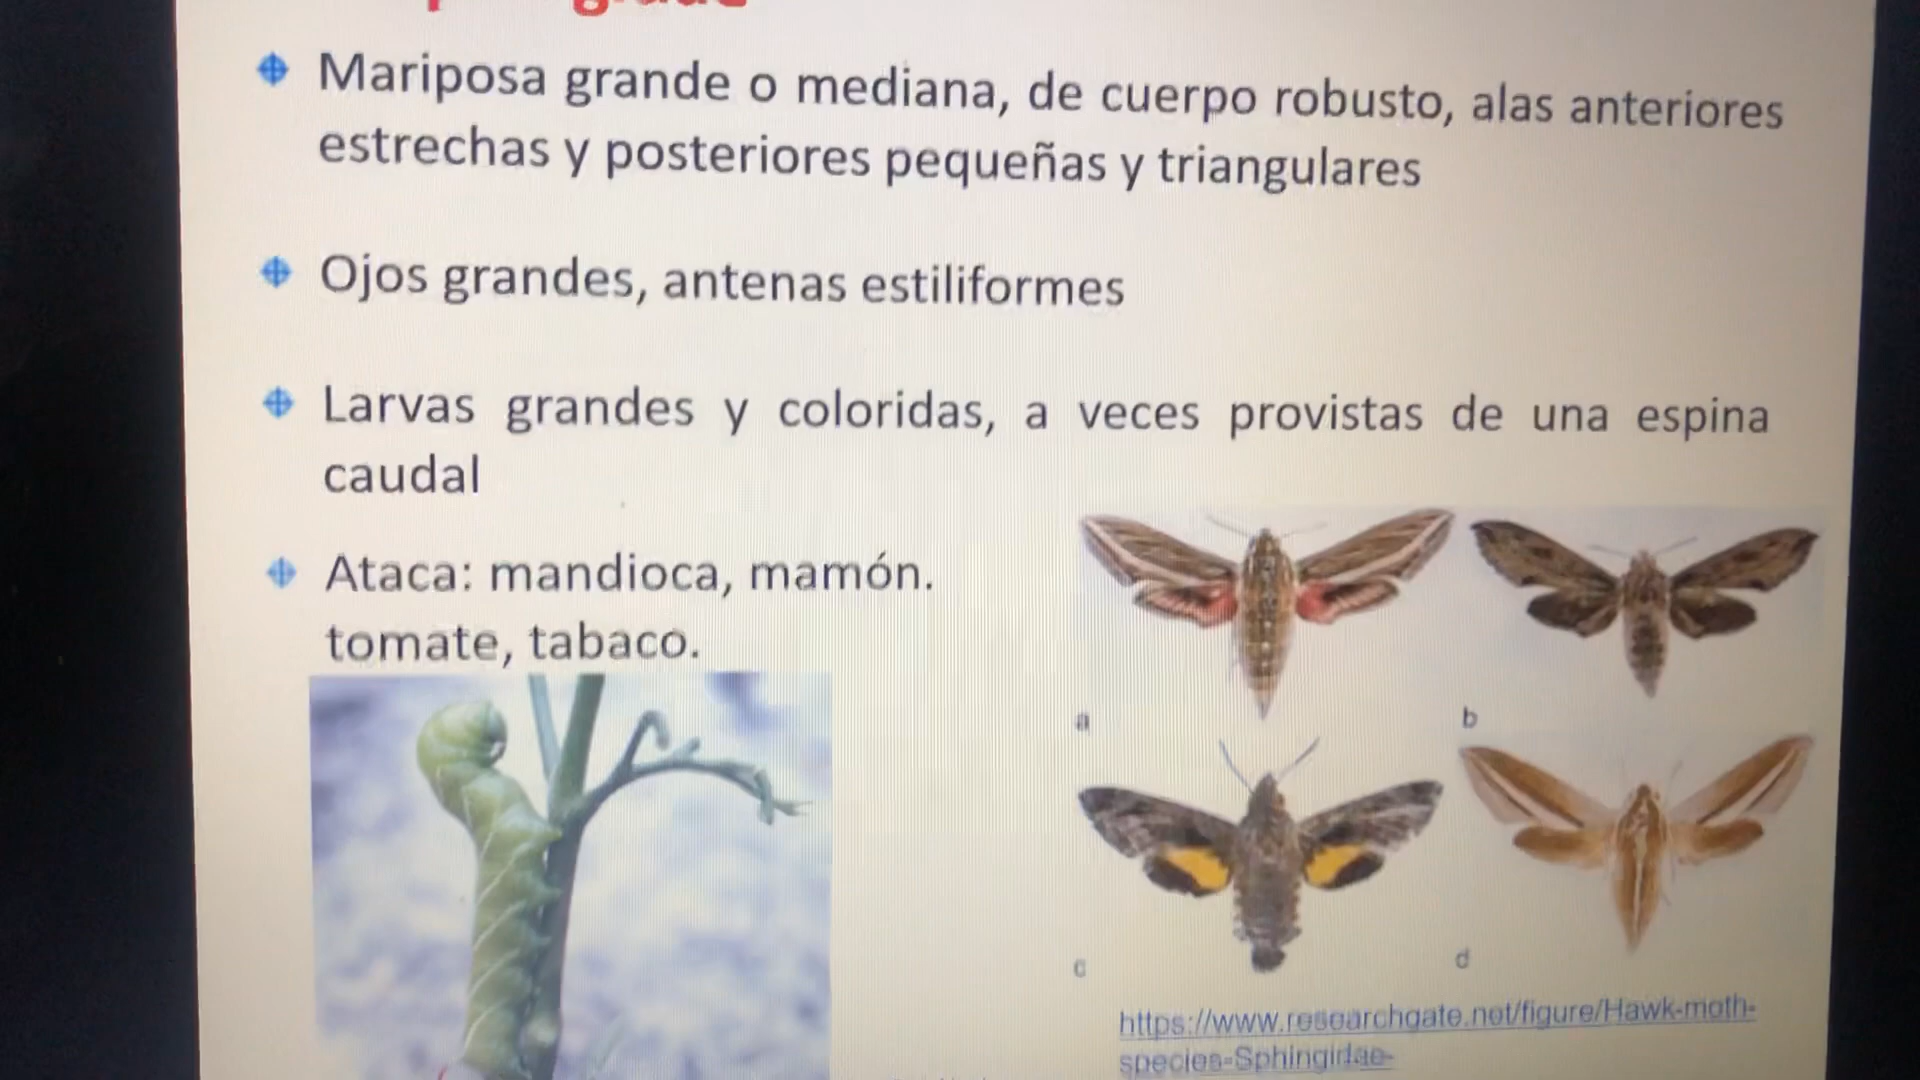 Mariposa grande o mediana, de cuerpo robusto, alas anteriores
estrechas y posteriores pequeñas y triangulares
Ojos grandes, antenas estiliformes
Larvas grandes y coloridas, a veces provistas de una espina
caudal
Ataca: mandioca, mamón.
tomate, tabaco.
a
b
c
d
https://www.researchgate.net/figure/Hawk-moth-
species-Sphingidae-